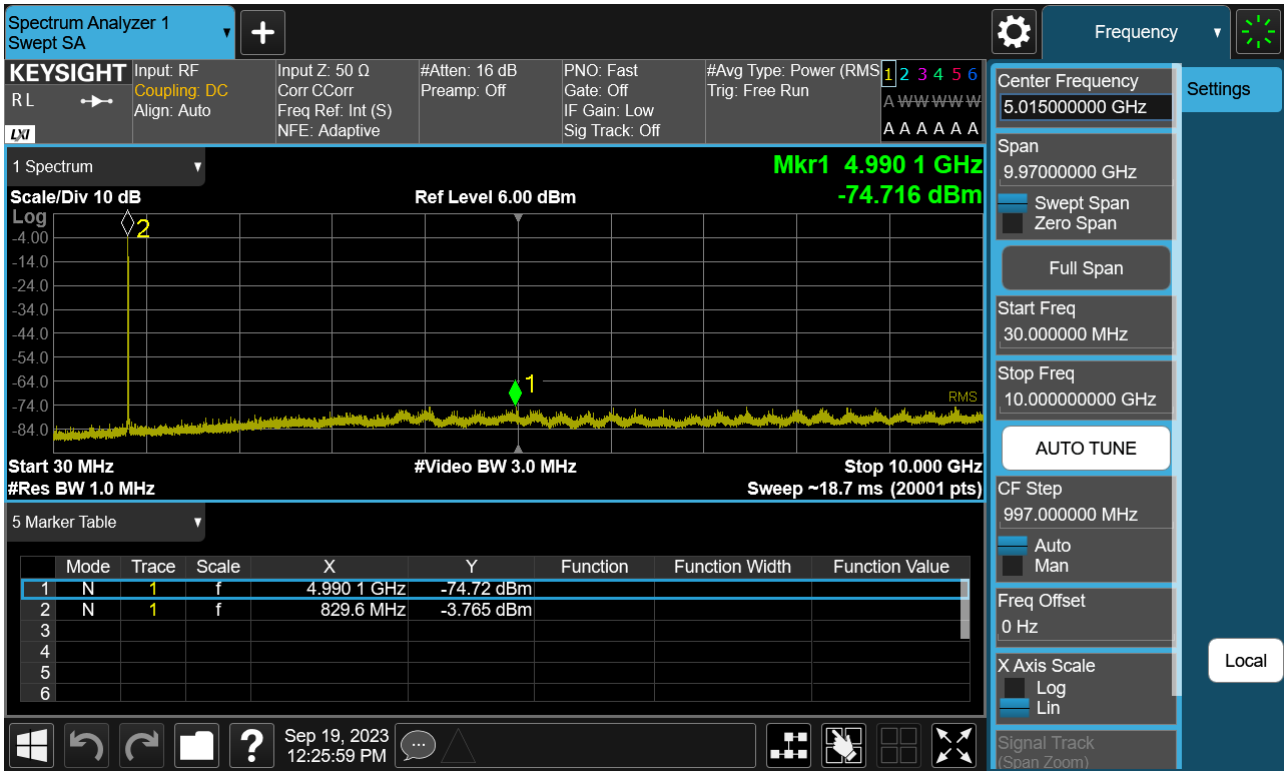 Spectrum Analyzer 1
Swept SA
+
Frequency
KEYSIGHT
RL
LXI
Input: RF
Coupling: DC
Align: Auto
Input Z: 50 Ω
Corr CCorr
Freq Ref: Int (S)
NFE: Adaptive
#Atten: 16 dB
Preamp: Off
PNO: Fast
Gate: Off
IF Gain: Low
Sig Track: Off
#Avg Type: Power (RMS
Trig: Free Run
1 2 3 4 5 6
A W W W W W
A A A A A A
1 Spectrum
Mkr1 4.990 1 GHz
-74.716 dBm
Scale/Div 10 dB
Ref Level 6.00 dBm
Log
-4.00
-14.0
-24.0
-34.0
-44.0
-54.0
-64.0
-74.0
-84.0
2
1
RMS
Start 30 MHz
#Video BW 3.0 MHz
Stop 10.000 GHz
#Res BW 1.0 MHz
Sweep ~18.7 ms (20001 pts)
5 Marker Table
Mode Trace Scale X Y Function Function Width Function Value
1 N 1 f 4.990 1 GHz -74.72 dBm
2 N 1 f 829.6 MHz -3.765 dBm
3
4
5
6
Center Frequency
5.015000000 GHz
Settings
Span
9.97000000 GHz
Swept Span
Zero Span
Full Span
Start Freq
30.000000 MHz
Stop Freq
10.000000000 GHz
AUTO TUNE
CF Step
997.000000 MHz
Auto
Man
Freq Offset
0 Hz
X Axis Scale
Log
Lin
Local
Signal Track
(Span Zoom)
?
Sep 19, 2023
12:25:59 PM